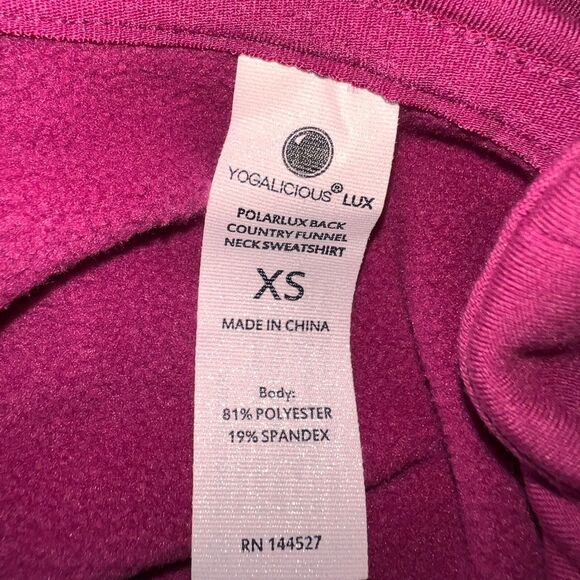 YOGALICIOUS® LUX
POLARLUX BACK
COUNTRY FUNNEL
NECK SWEATSHIRT
XS
MADE IN CHINA
Body:
81% POLYESTER
19% SPANDEX
RN 144527